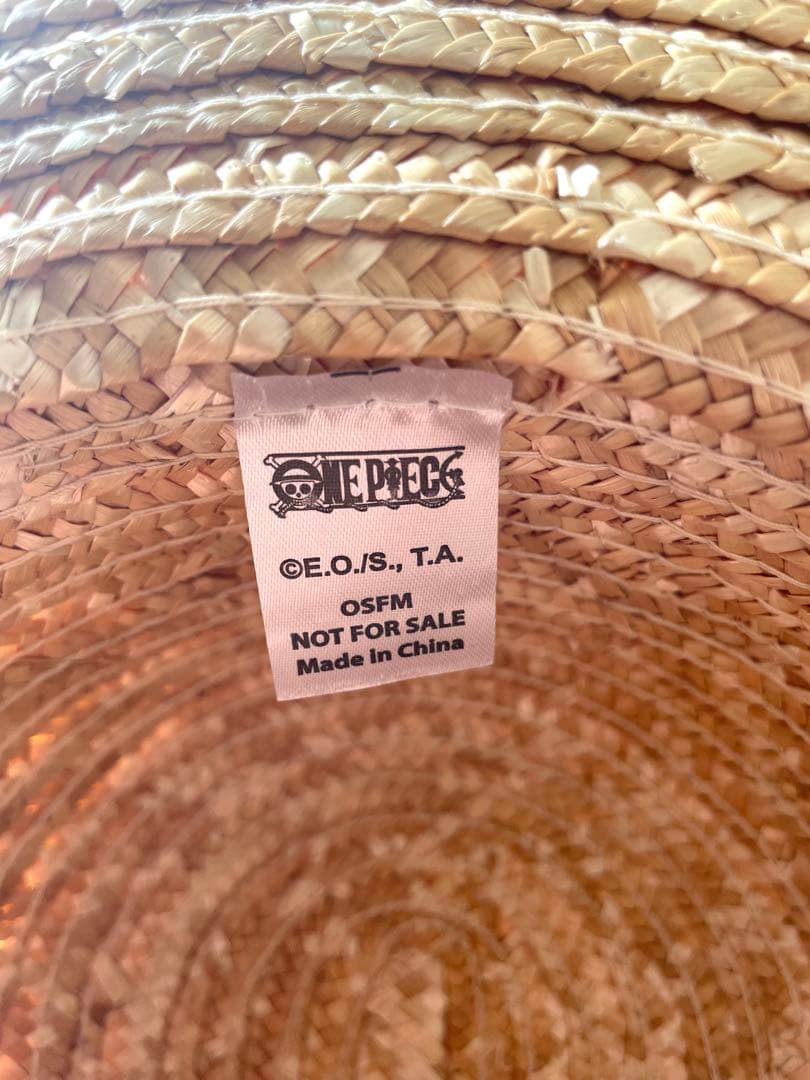 ONE PIECE
©E.O./S., T.A.
OSFM
NOT FOR SALE
Made in China